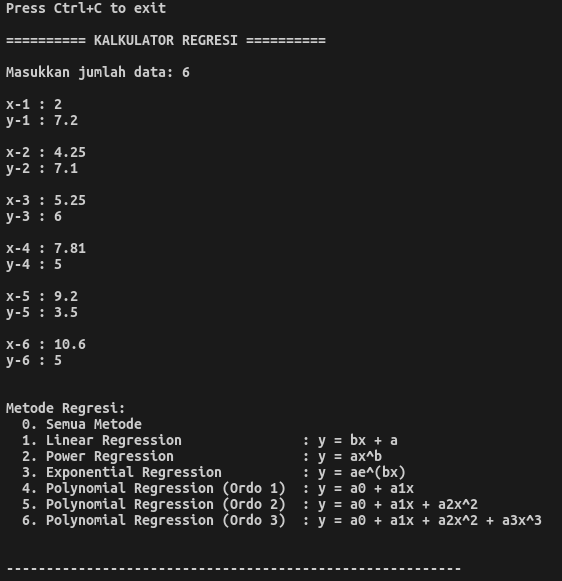 Press Ctrl+C to exit
========== KALKULATOR REGRESI ==========
Masukkan jumlah data: 6
x-1 : 2
y-1 : 7.2
x-2 : 4.25
y-2 : 7.1
x-3 : 5.25
y-3 : 6
x-4 : 7.81
y-4 : 5
x-5 : 9.2
y-5 : 3.5
x-6 : 10.6
y-6 : 5
Metode Regresi:
  0. Semua Metode
  1. Linear Regression               : y = bx + a
  2. Power Regression                : y = ax^b
  3. Exponential Regression          : y = ae^(bx)
  4. Polynomial Regression (Ordo 1)  : y = a0 + a1x
  5. Polynomial Regression (Ordo 2)  : y = a0 + a1x + a2x^2
  6. Polynomial Regression (Ordo 3)  : y = a0 + a1x + a2x^2 + a3x^3
---------------------------------------------------------